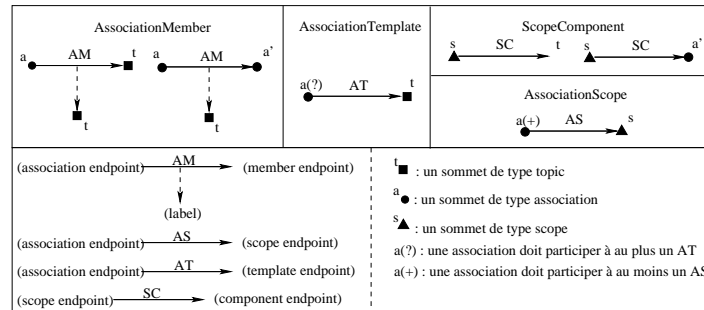 AssociationMember
a AM t
t
a AM a'
t
AssociationTemplate
a(?) AT t
ScopeComponent
s SC t
s SC a'
AssociationScope
a(+) AS s
(association endpoint) AM (member endpoint)
(label)
(association endpoint) AS (scope endpoint)
(association endpoint) AT (template endpoint)
(scope endpoint) SC (component endpoint)
t : un sommet de type topic
a : un sommet de type association
s : un sommet de type scope
a(?) : une association doit participer à au plus un AT
a(+) : une association doit participer à au moins un AS